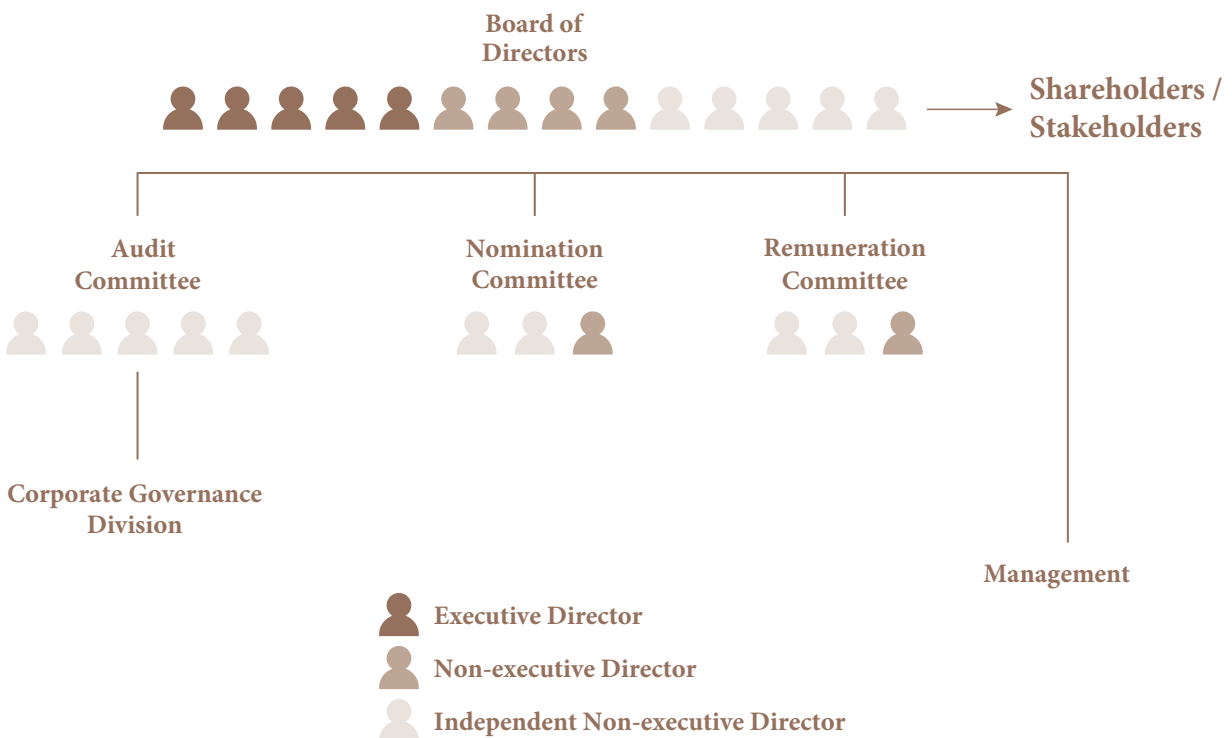 Board of
Directors
Shareholders /
Stakeholders
Audit
Committee
Nomination
Committee
Remuneration
Committee
Corporate Governance
Division
Management
Executive Director
Non-executive Director
Independent Non-executive Director